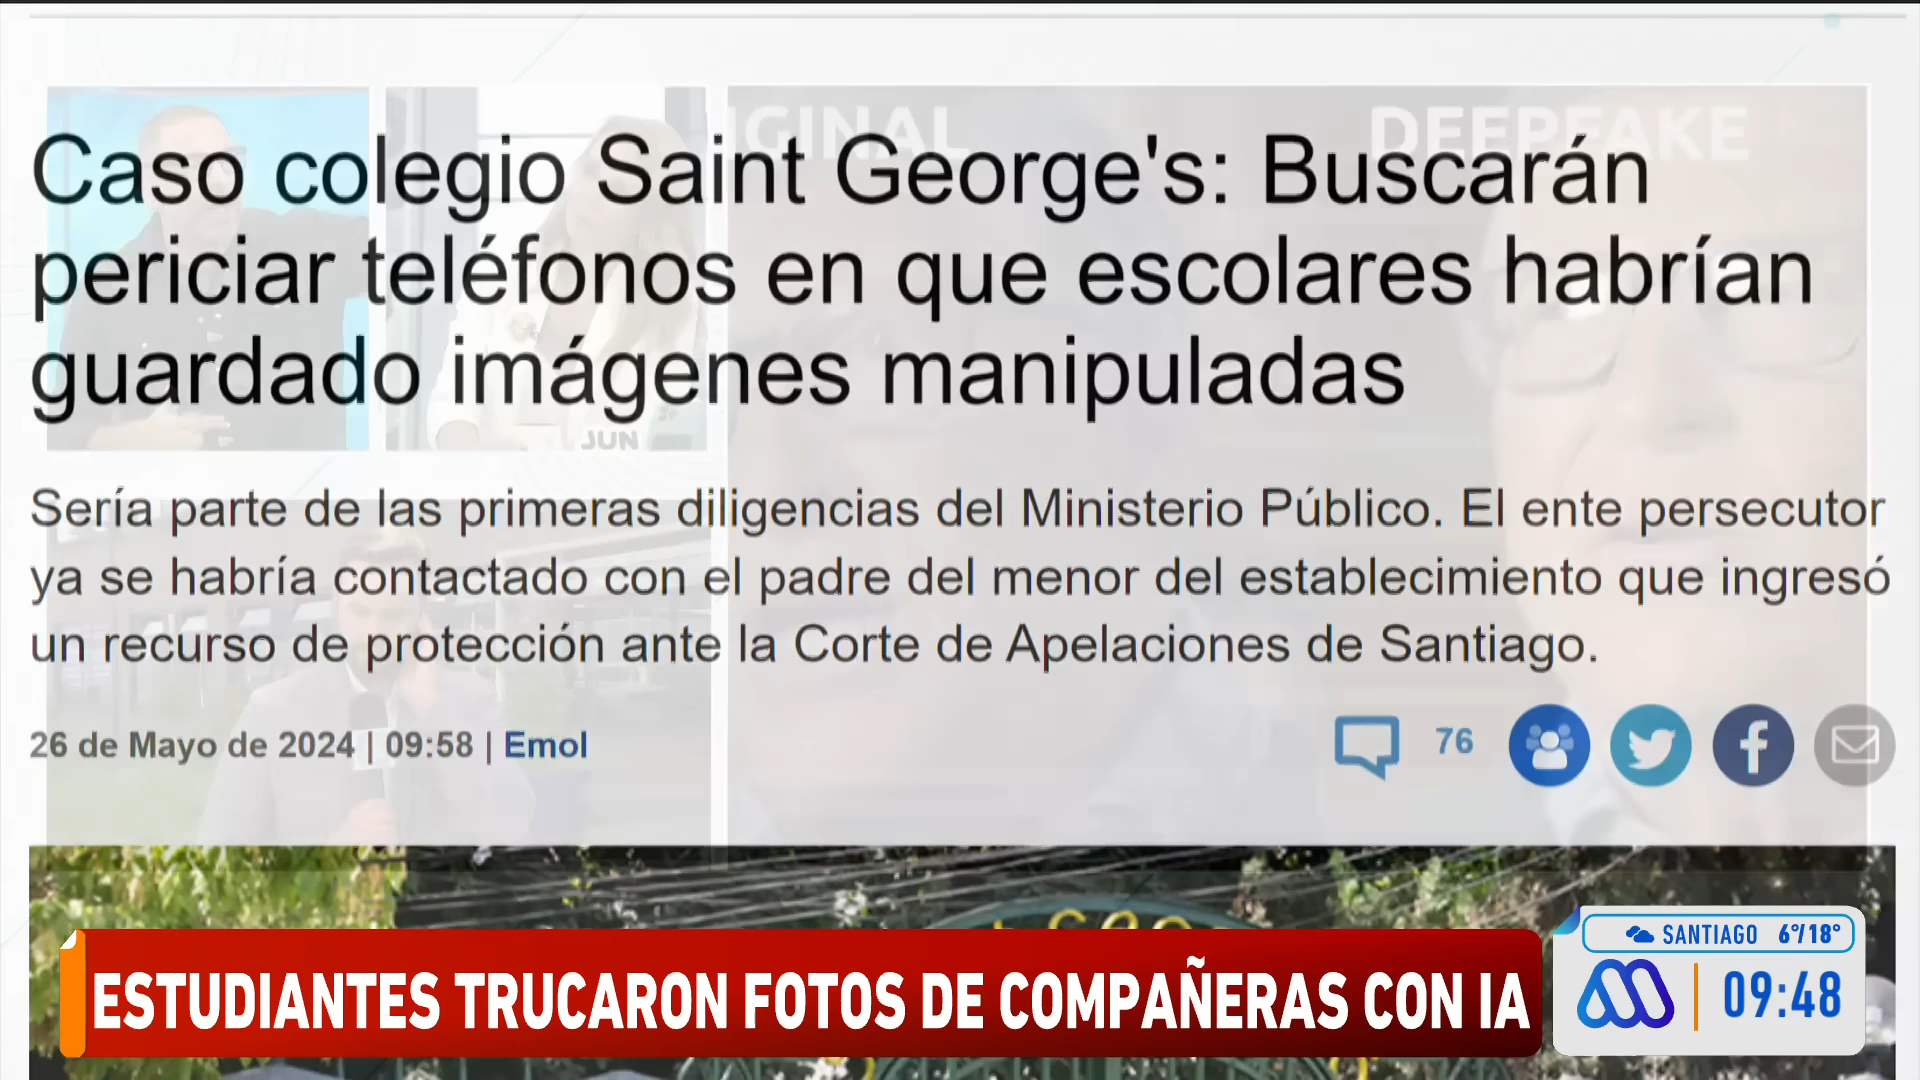 ORIGINAL
DEEPFAKE
Caso colegio Saint George's: Buscarán
periciar teléfonos en que escolares habrían
guardado imágenes manipuladas
JUN
Sería parte de las primeras diligencias del Ministerio Público. El ente persecutor
ya se habría contactado con el padre del menor del establecimiento que ingresó
un recurso de protección ante la Corte de Apelaciones de Santiago.
26 de Mayo de 2024 | 09:58 | Emol
76
SANTIAGO 6°/18°
ESTUDIANTES TRUCARON FOTOS DE COMPAÑERAS CON IA
09:48